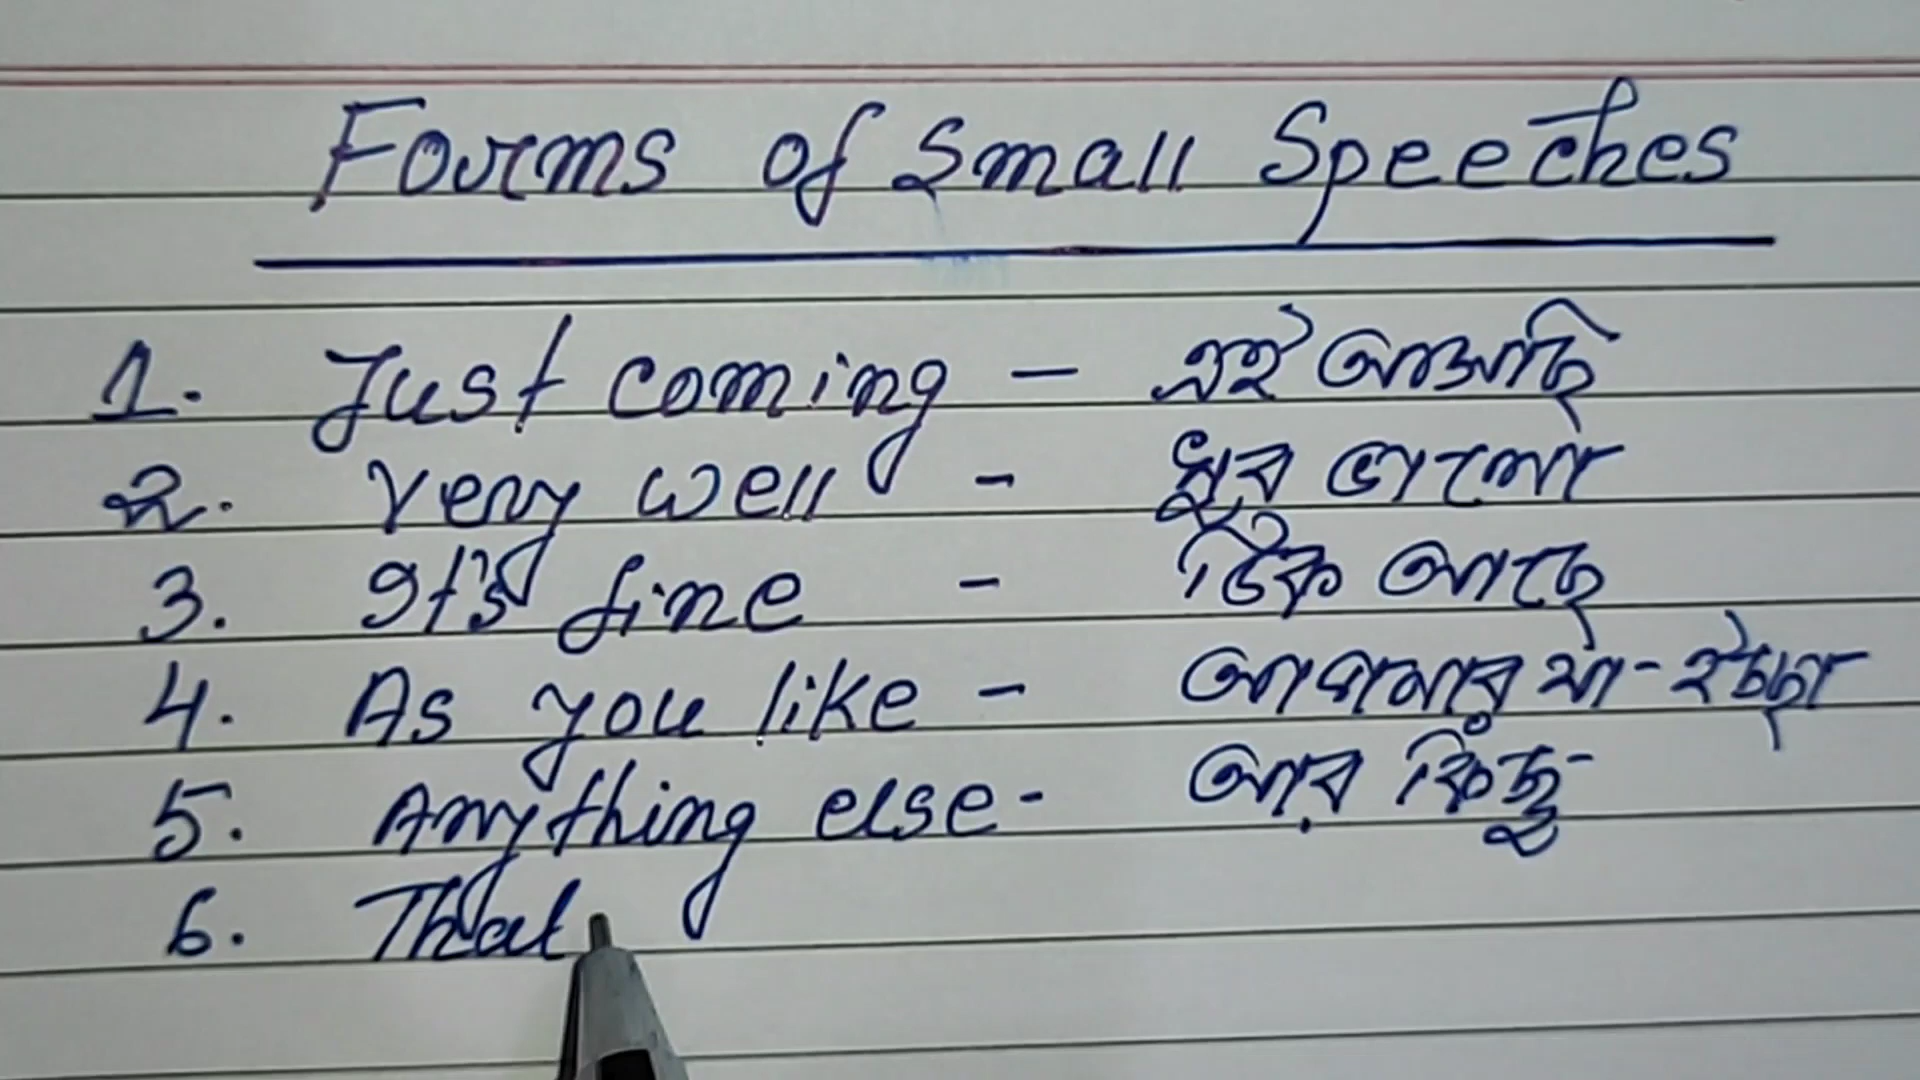 Forms of Small Speeches
1. Just coming - এই আসছি
2. Very well - খুব ভালো
3. It's fine - ঠিক আছে
4. As you like - আপনার যা-ইচ্ছা
5. Anything else - আর কিছু
6. That